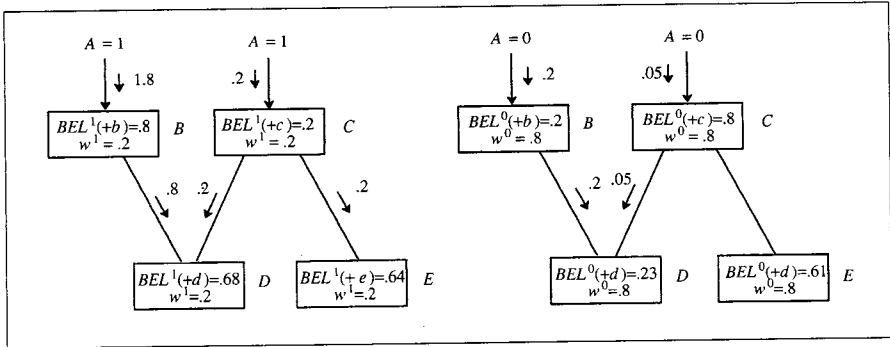 A = 1
A = 1
A = 0
A = 0
1.8
.2
.2
.05
BEL¹(+b)=.8
w¹ = .2
B
BEL¹(+c)=.2
w¹ = .2
C
BEL⁰(+b)=.2
w⁰ = .8
B
BEL⁰(+c)=.8
w⁰ = .8
C
.8
.2
.2
.2
.05
BEL¹(+d)=.68
w¹=.2
D
BEL¹(+ e)=.64
w¹=.2
E
BEL⁰(+d)=.23
w⁰=.8
D
BEL⁰(+d)=.61
w⁰=.8
E